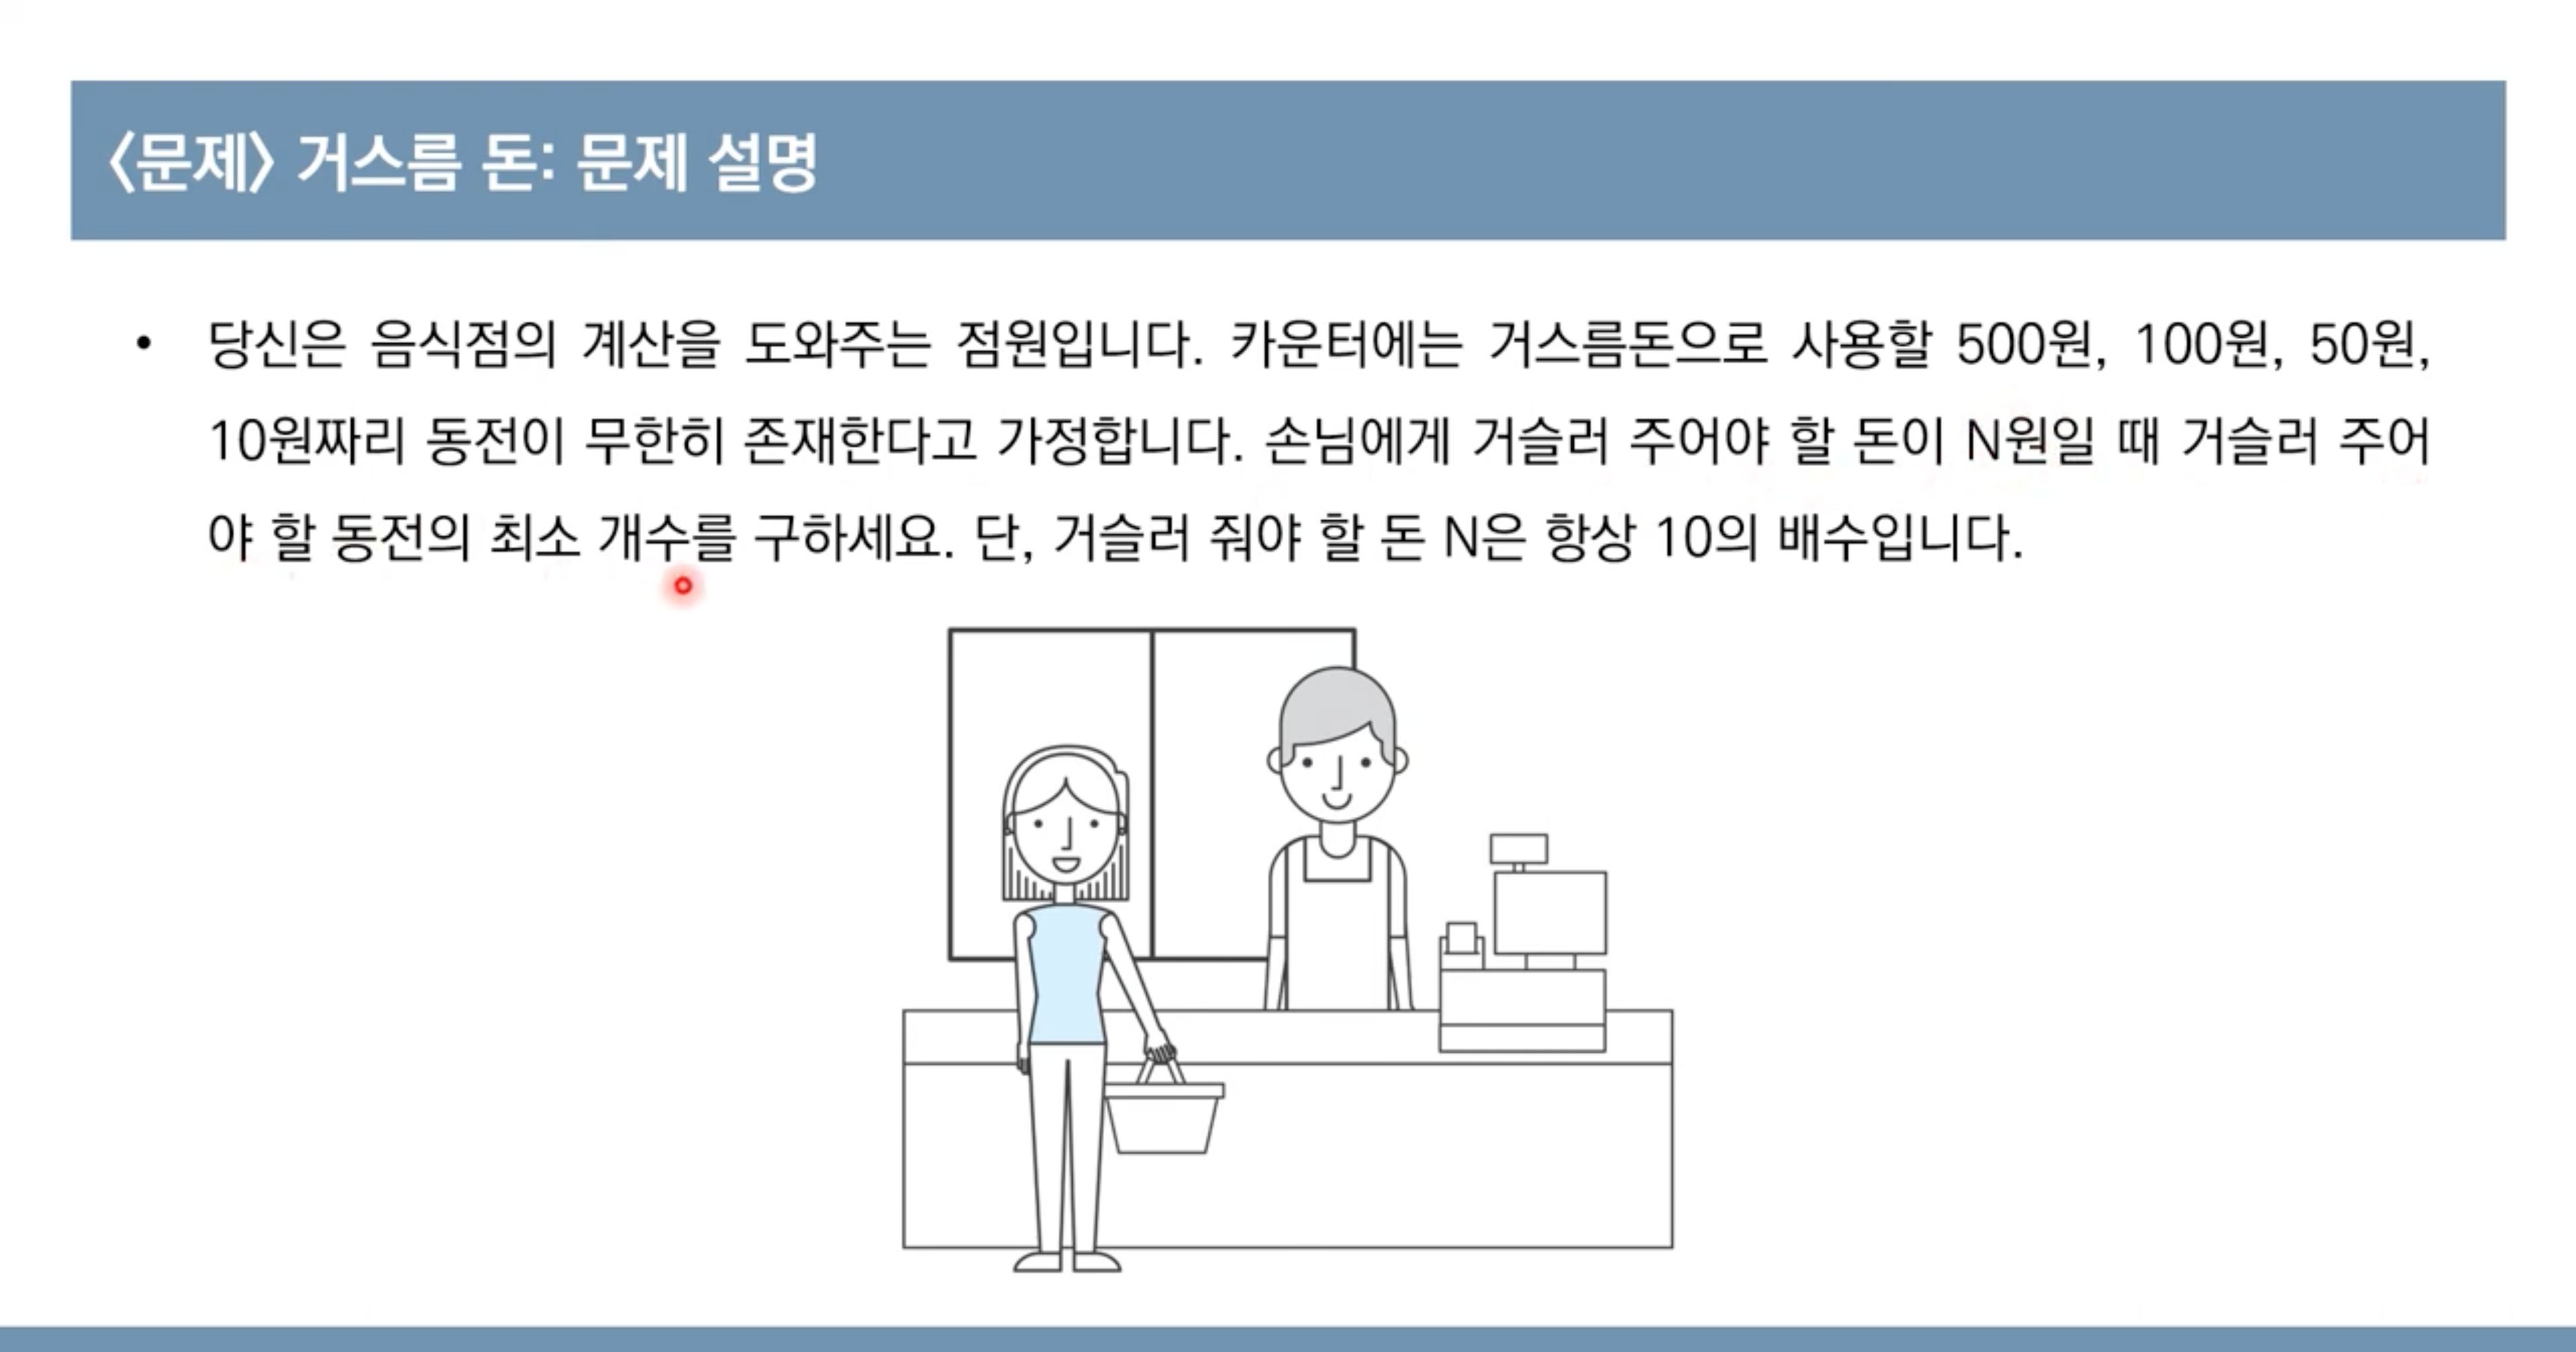 <문제> 거스름 돈: 문제 설명
• 당신은 음식점의 계산을 도와주는 점원입니다. 카운터에는 거스름돈으로 사용할 500원, 100원, 50원,
10원짜리 동전이 무한히 존재한다고 가정합니다. 손님에게 거슬러 주어야 할 돈이 N원일 때 거슬러 주어
야 할 동전의 최소 개수를 구하세요. 단, 거슬러 줘야 할 돈 N은 항상 10의 배수입니다.